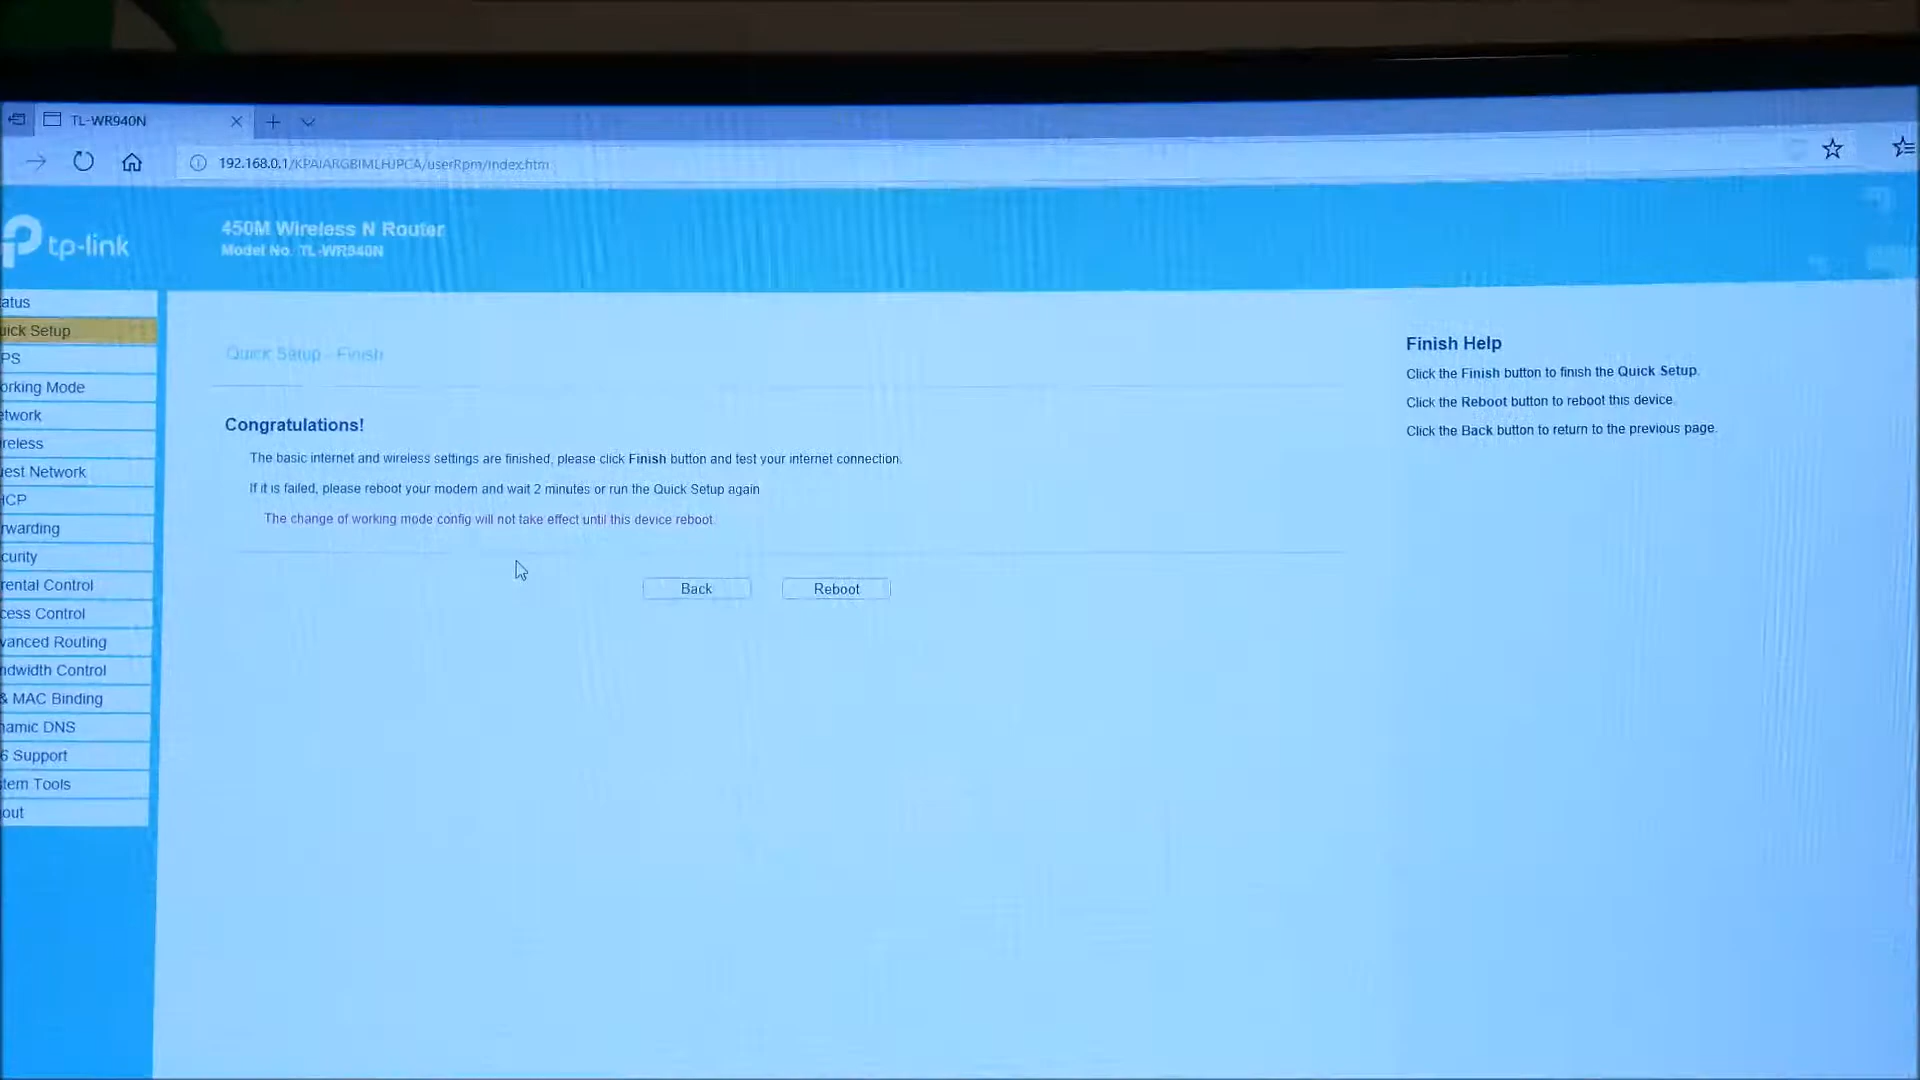 TL-WR940N
192.168.0.1/KPAIARGBIMLHJPCA/userRpm/Index.htm
tp-link
450M Wireless N Router
Model No. TL-WR940N
atus
uick Setup
PS
orking Mode
etwork
reless
uest Network
HCP
rwarding
curity
rental Control
cess Control
vanced Routing
ndwidth Control
& MAC Binding
namic DNS
6 Support
tem Tools
out
Quick Setup - Finish
Congratulations!
The basic internet and wireless settings are finished, please click Finish button and test your internet connection.
If it is failed, please reboot your modem and wait 2 minutes or run the Quick Setup again
The change of working mode config will not take effect until this device reboot.
Back
Reboot
Finish Help
Click the Finish button to finish the Quick Setup.
Click the Reboot button to reboot this device.
Click the Back button to return to the previous page.